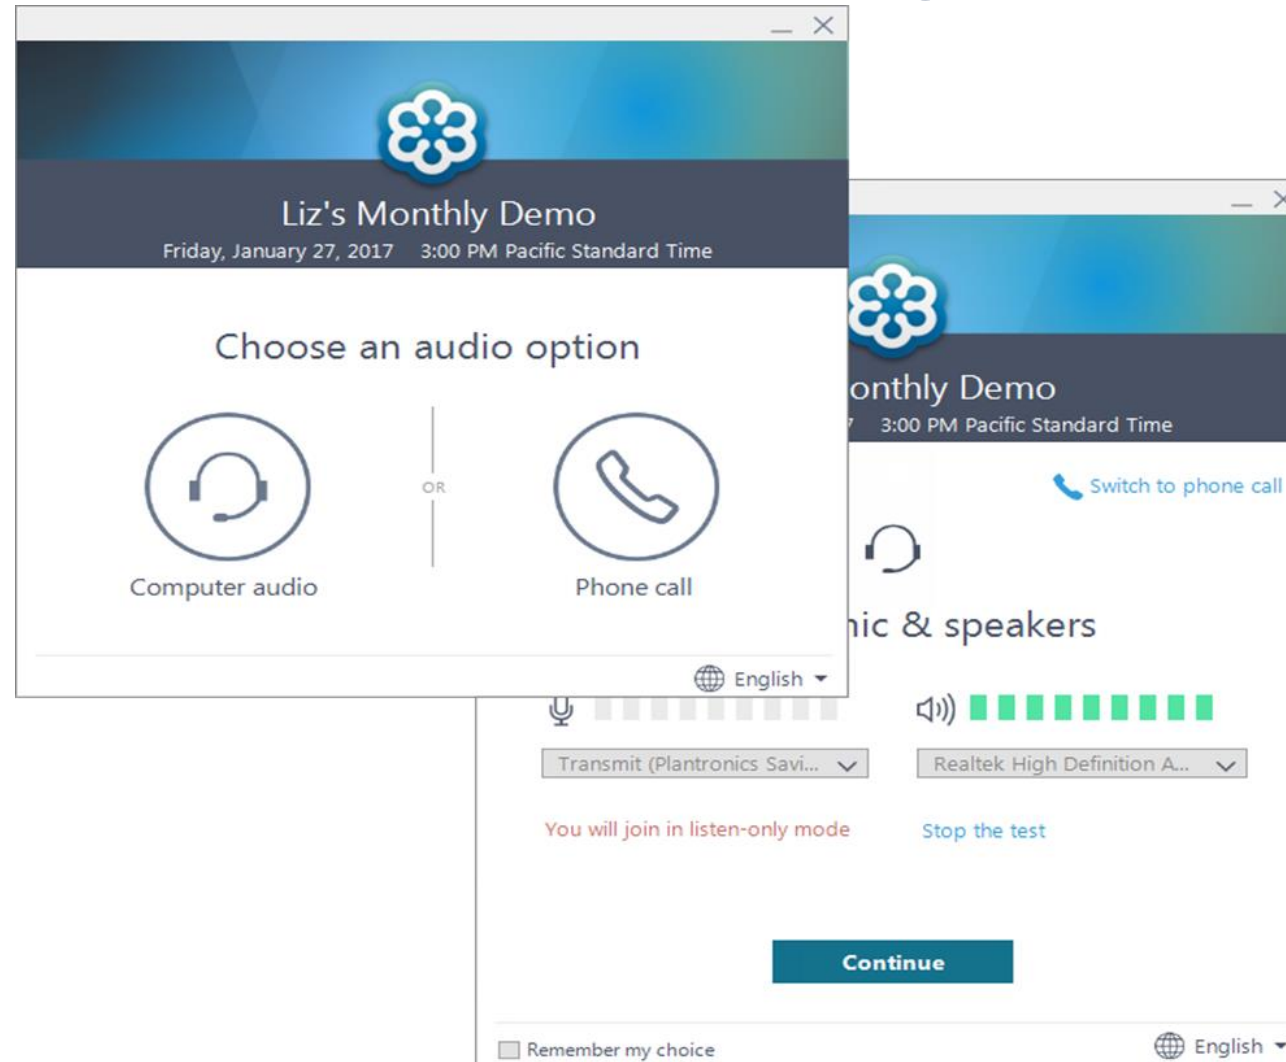 Liz's Monthly Demo
Friday, January 27, 2017 3:00 PM Pacific Standard Time
Choose an audio option
OR
Computer audio
Phone call
English
onthly Demo
7 3:00 PM Pacific Standard Time
Switch to phone call
& speakers
Transmit (Plantronics Savi...
Realtek High Definition A...
You will join in listen-only mode
Stop the test
Continue
Remember my choice
English